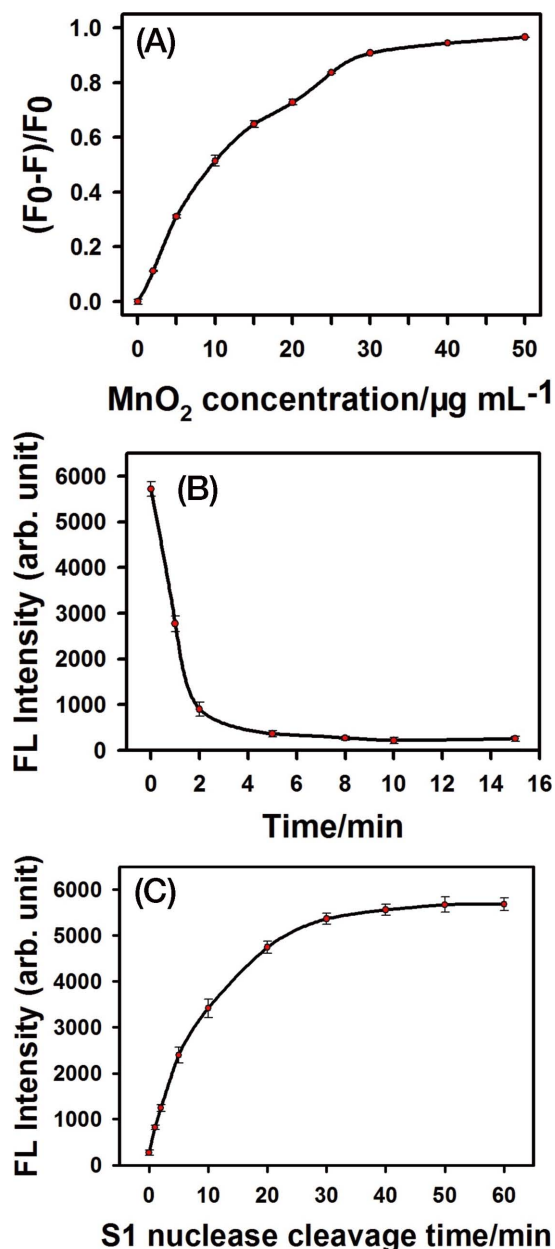 (A)
1.0
0.8
0.6
0.4
0.2
0.0
(F0-F)/F0
0 10 20 30 40 50
MnO₂ concentration/μg mL⁻¹
(B)
6000
5000
4000
3000
2000
1000
0
FL Intensity (arb. unit)
0 2 4 6 8 10 12 14 16
Time/min
(C)
6000
5000
4000
3000
2000
1000
0
FL Intensity (arb. unit)
0 10 20 30 40 50 60
S1 nuclease cleavage time/min